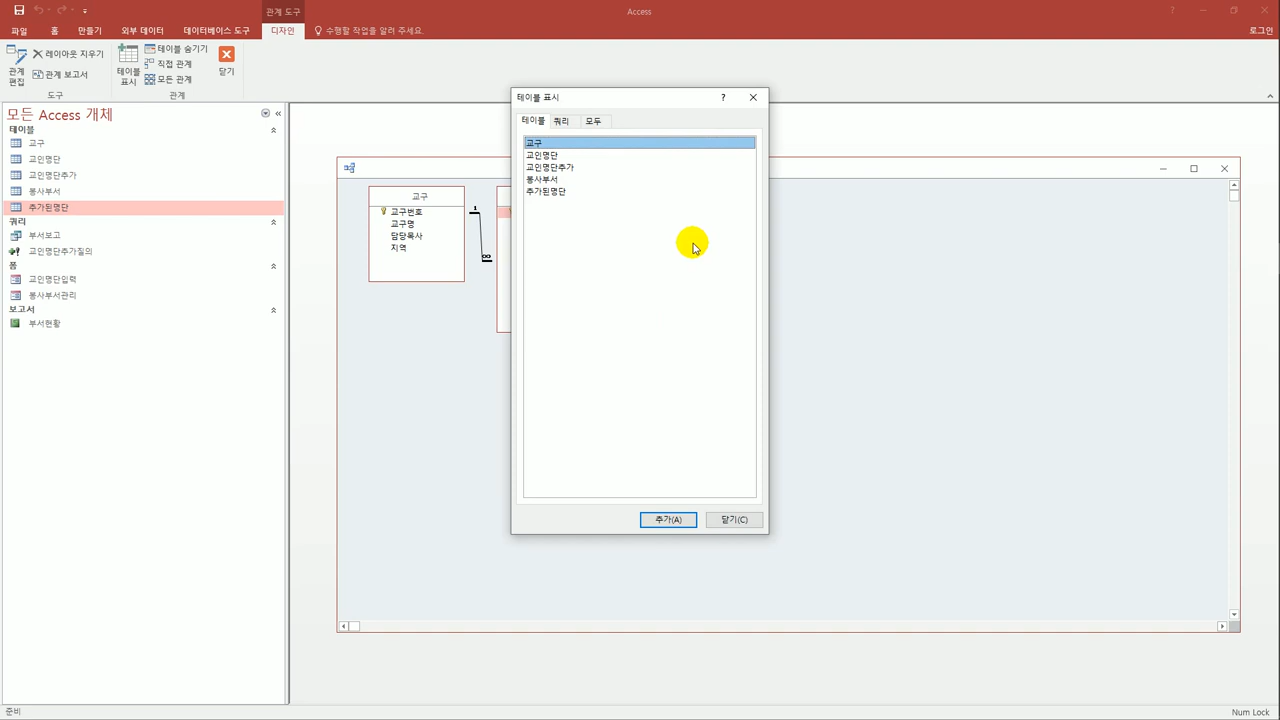 관계 도구
Access
파일 홈 만들기 외부 데이터 데이터베이스 도구 디자인 수행할 작업을 알려 주세요.
로그인
관계 편집
레이아웃 지우기
관계 보고서
도구
테이블 표시
테이블 숨기기
직접 관계
모든 관계
관계
닫기
모든 Access 개체
테이블
교구
교인명단
교인명단추가
봉사부서
추가된명단
쿼리
부서보고
교인명단추가질의
폼
교인명단입력
봉사부서관리
보고서
부서현황
교구
교구번호
교구명
담당목사
지역
1
∞
테이블 표시
?
테이블 쿼리 모두
교구
교인명단
교인명단추가
봉사부서
추가된명단
추가(A) 닫기(C)
준비
Num Lock